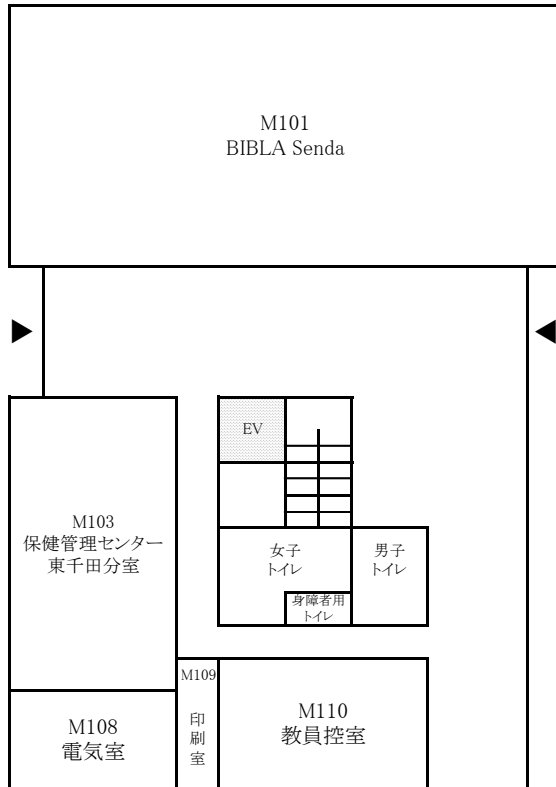 M101
BIBLA Senda
EV
M103
保健管理センター
東千田分室
女子
トイレ
男子
トイレ
身障者用
トイレ
M109
印
刷
室
M108
電気室
M110
教員控室